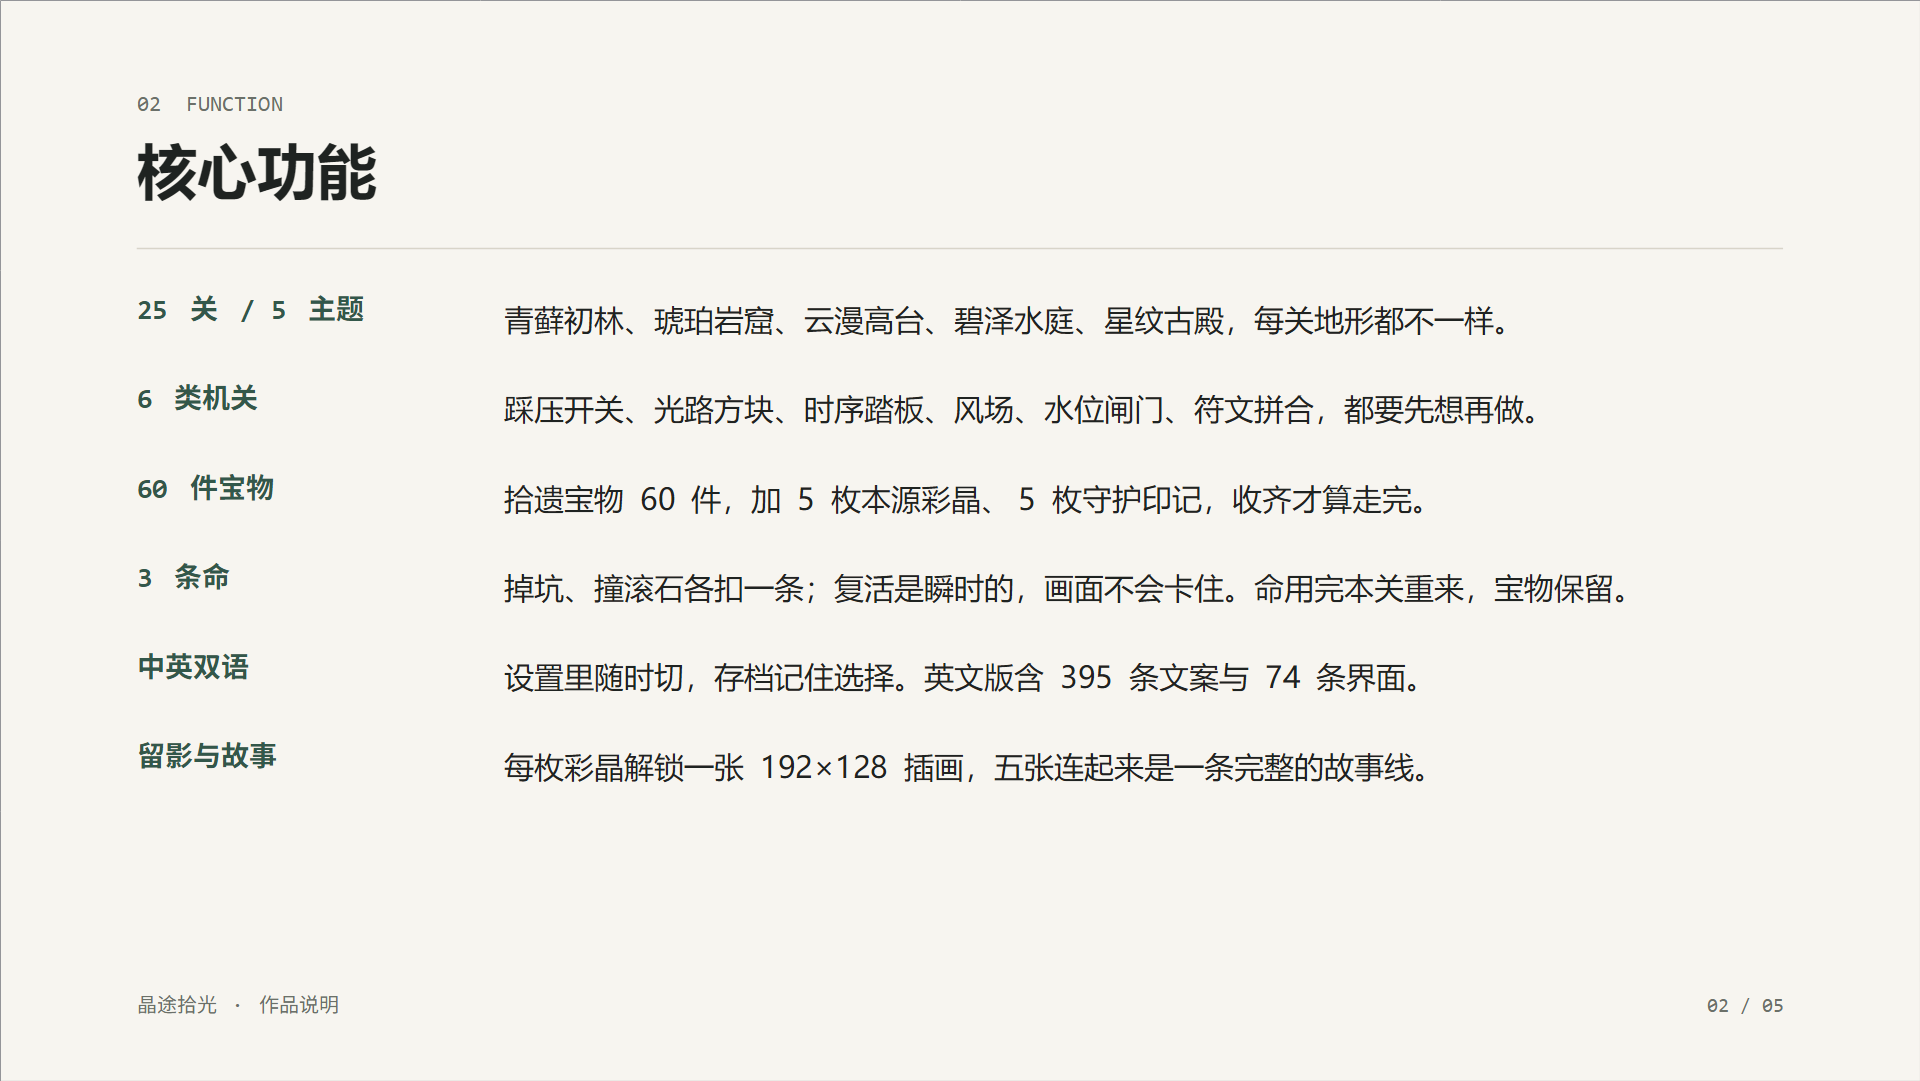 02 FUNCTION
核心功能
25 关 / 5 主题
青藓初林、琥珀岩窟、云漫高台、碧泽水庭、星纹古殿，每关地形都不一样。
6 类机关
踩压开关、光路方块、时序踏板、风场、水位闸门、符文拼合，都要先想再做。
60 件宝物
拾遗宝物 60 件，加 5 枚本源彩晶、5 枚守护印记，收齐才算走完。
3 条命
掉坑、撞滚石各扣一条；复活是瞬时的，画面不会卡住。命用完本关重来，宝物保留。
中英双语
设置里随时切，存档记住选择。英文版含 395 条文案与 74 条界面。
留影与故事
每枚彩晶解锁一张 192×128 插画，五张连起来是一条完整的故事线。
晶途拾光 · 作品说明
02 / 05